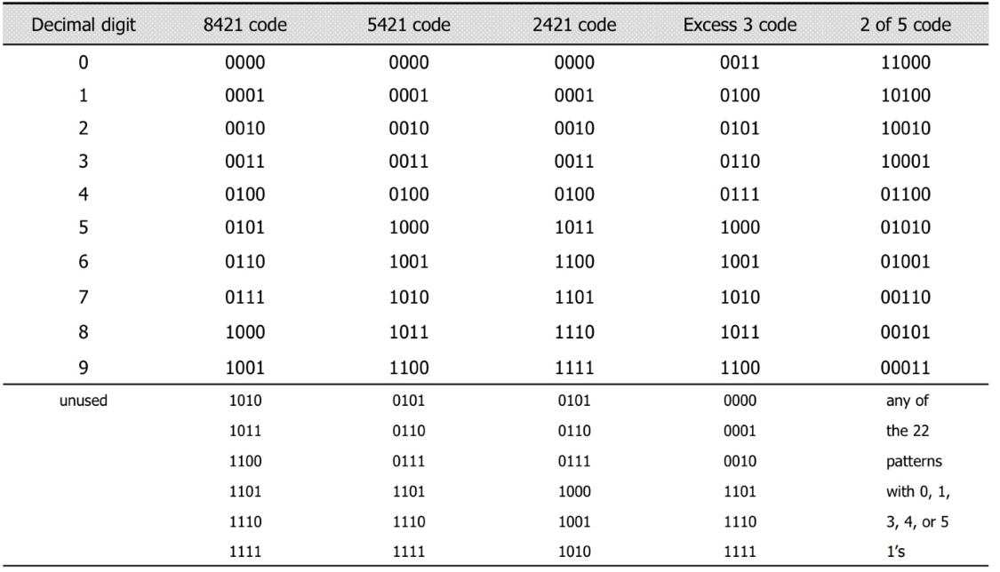 Decimal digit 8421 code 5421 code 2421 code Excess 3 code 2 of 5 code
0 0000 0000 0000 0011 11000
1 0001 0001 0001 0100 10100
2 0010 0010 0010 0101 10010
3 0011 0011 0011 0110 10001
4 0100 0100 0100 0111 01100
5 0101 1000 1011 1000 01010
6 0110 1001 1100 1001 01001
7 0111 1010 1101 1010 00110
8 1000 1011 1110 1011 00101
9 1001 1100 1111 1100 00011
unused 1010 0101 0101 0000 any of
1011 0110 0110 0001 the 22
1100 0111 0111 0010 patterns
1101 1101 1000 1101 with 0, 1,
1110 1110 1001 1110 3, 4, or 5
1111 1111 1010 1111 1's